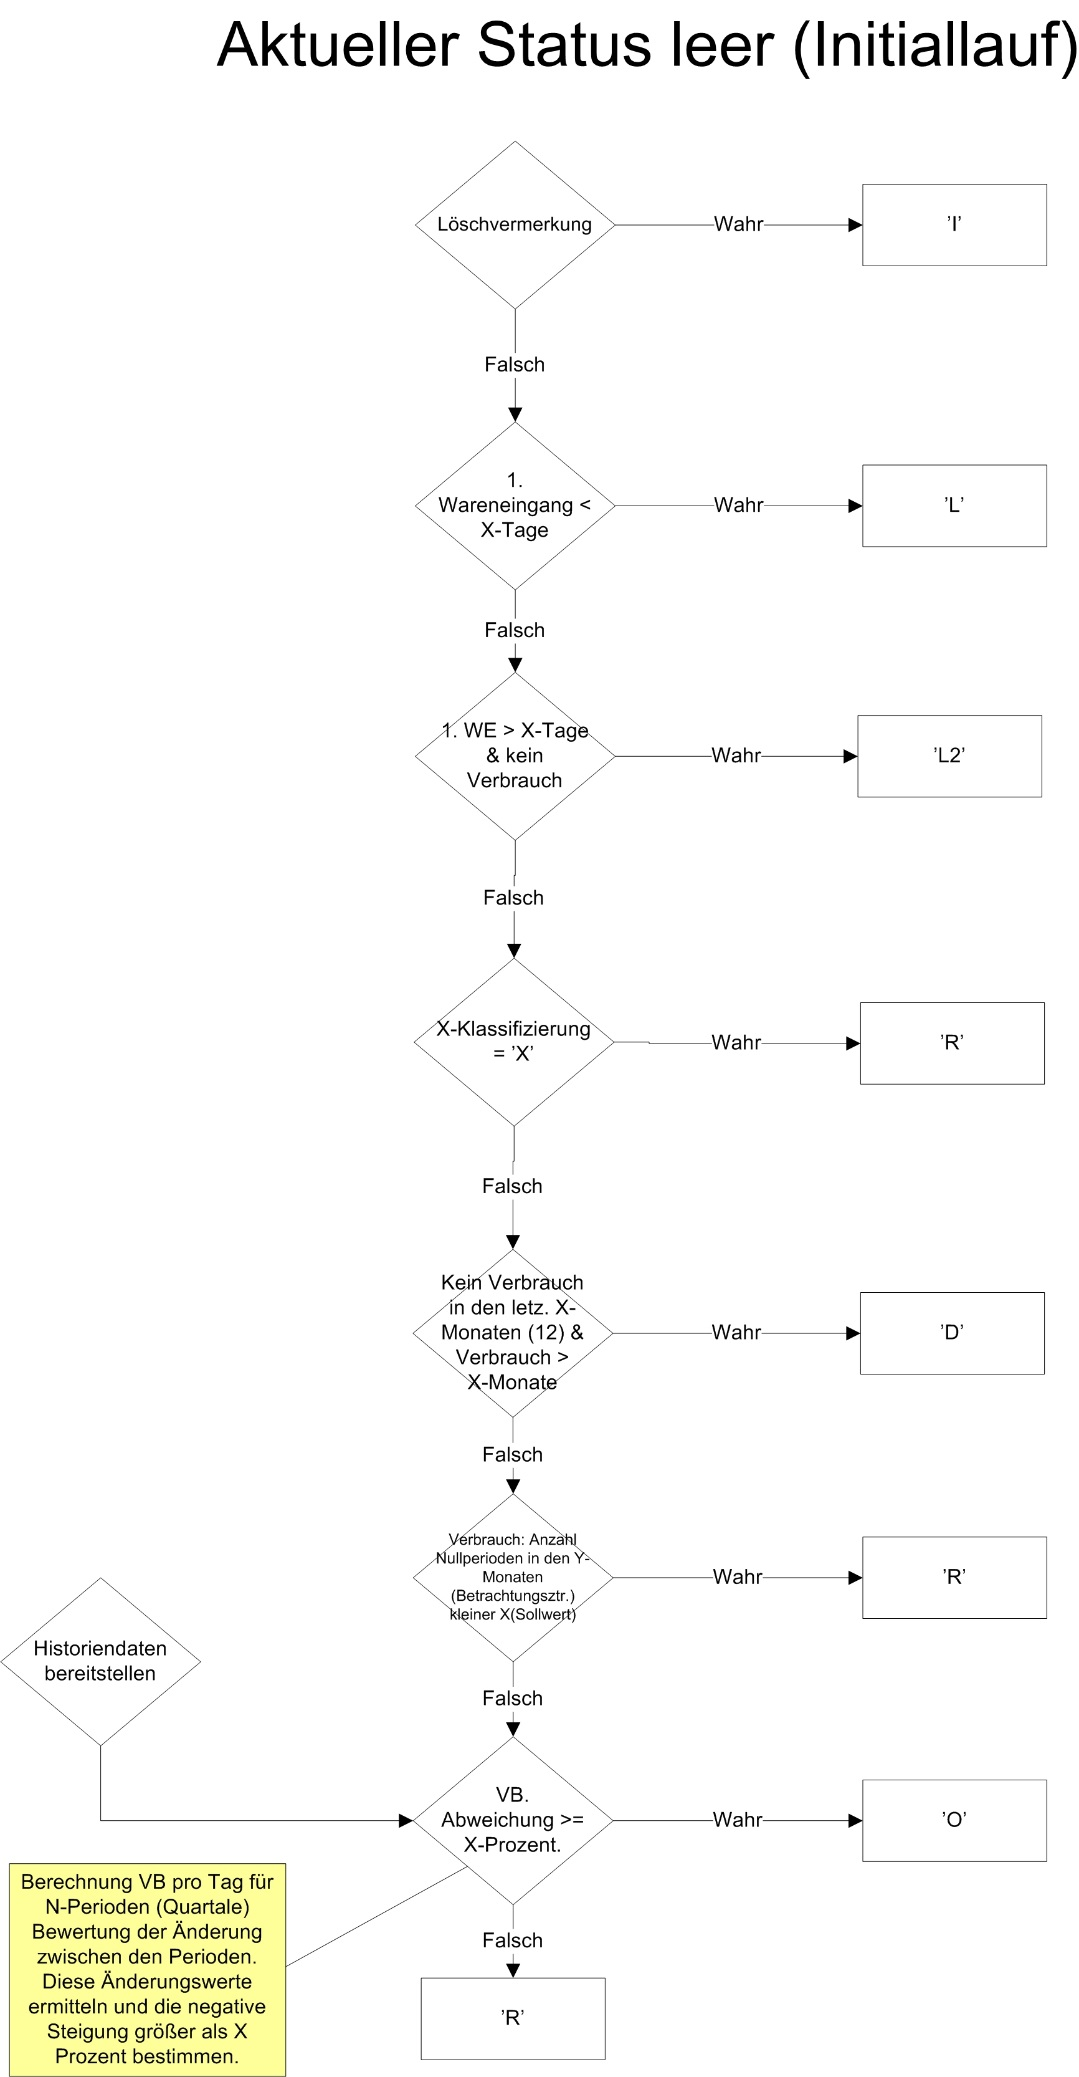 Aktueller Status leer (Initiallauf)
Löschvermerkung
Wahr
’I’
Falsch
1.
Wareneingang <
X-Tage
Wahr
’L’
Falsch
1. WE > X-Tage
& kein
Verbrauch
Wahr
’L2’
Falsch
X-Klassifizierung
= ’X’
Wahr
’R’
Falsch
Kein Verbrauch
in den letz. X-
Monaten (12) &
Verbrauch >
X-Monate
Wahr
’D’
Falsch
Verbrauch: Anzahl
Nullperioden in den Y-
Monaten
(Betrachtungsztr.)
kleiner X(Sollwert)
Wahr
’R’
Falsch
Historiendaten
bereitstellen
VB.
Abweichung >=
X-Prozent.
Wahr
’O’
Berechnung VB pro Tag für
N-Perioden (Quartale)
Bewertung der Änderung
zwischen den Perioden.
Diese Änderungswerte
ermitteln und die negative
Steigung größer als X
Prozent bestimmen.
Falsch
’R’